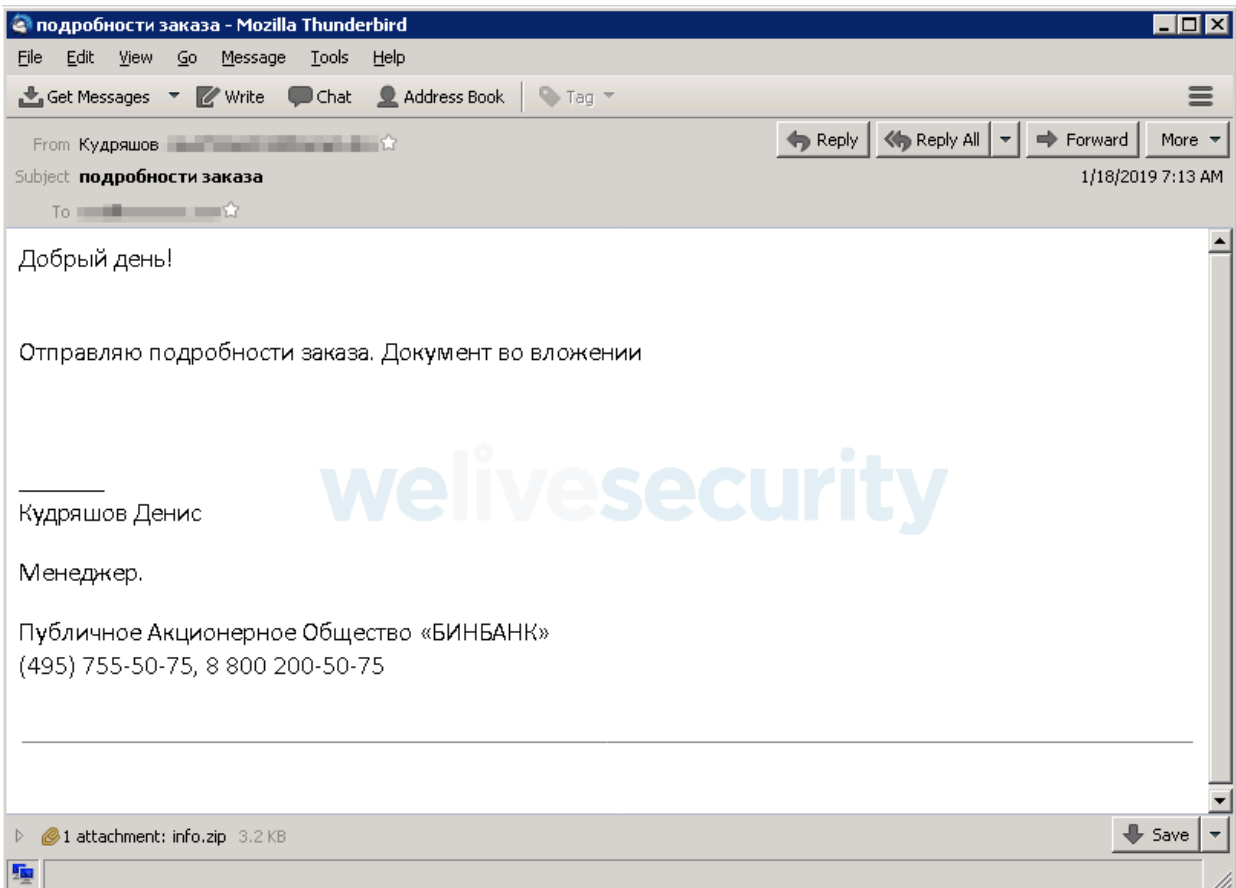 подробности заказа - Mozilla Thunderbird
File Edit View Go Message Tools Help
Get Messages Write Chat Address Book Tag
From Кудряшов Reply Reply All Forward More
Subject подробности заказа 1/18/2019 7:13 AM
To
Добрый день!
Отправляю подробности заказа. Документ во вложении
welivesecurity
Кудряшов Денис
Менеджер.
Публичное Акционерное Общество «БИНБАНК»
(495) 755-50-75, 8 800 200-50-75
1 attachment: info.zip 3.2 KB Save